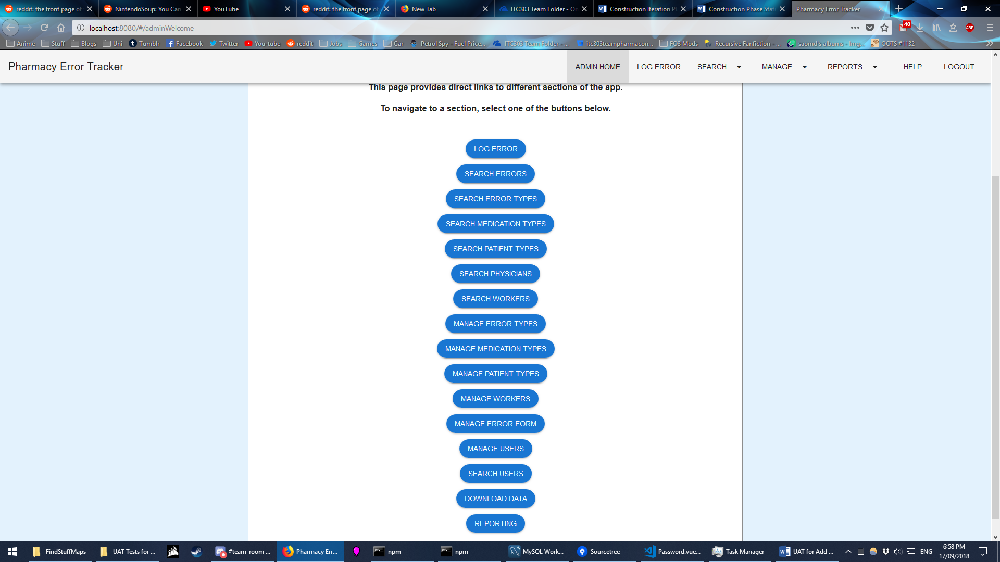 reddit: the front page of
NintendoSoup: You Can
YouTube
reddit: the front page of
New Tab
ITC303 Team Folder - On
Construction Iteration Pl
Construction Phase Stat
Pharmacy Error Tracker
localhost:8080/#/adminWelcome
40
ABP
Anime
Stuff
Blogs
Uni
Tumblr
Facebook
Twitter
You-tube
reddit
Jobs
Games
Car
Petrol Spy - Fuel Price...
ITC303 Team Folder - ...
itc303teampharmacon...
FO3 Mods
Recursive Fanfiction - ...
saomd's albums - Img...
OOTS #1132
Pharmacy Error Tracker
ADMIN HOME
LOG ERROR
SEARCH...
MANAGE...
REPORTS...
HELP
LOGOUT
This page provides direct links to different sections of the app.
To navigate to a section, select one of the buttons below.
LOG ERROR
SEARCH ERRORS
SEARCH ERROR TYPES
SEARCH MEDICATION TYPES
SEARCH PATIENT TYPES
SEARCH PHYSICIANS
SEARCH WORKERS
MANAGE ERROR TYPES
MANAGE MEDICATION TYPES
MANAGE PATIENT TYPES
MANAGE WORKERS
MANAGE ERROR FORM
MANAGE USERS
SEARCH USERS
DOWNLOAD DATA
REPORTING
FindStuffMaps
UAT Tests for ...
#team-room ...
Pharmacy Err...
npm
npm
MySQL Work...
Sourcetree
Password.vue...
Task Manager
UAT for Add ...
ENG
6:58 PM
17/09/2018